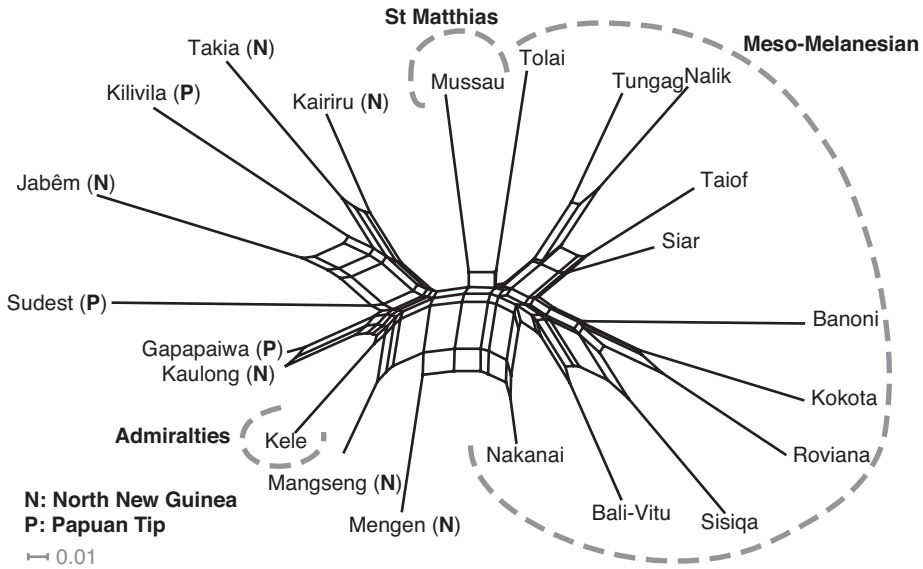 St Matthias
Meso-Melanesian
Takia (N)
Tolai
Mussau
Tungag
Nalik
Kilivila (P)
Kairiru (N)
Jabêm (N)
Taiof
Siar
Sudest (P)
Banoni
Gapapaiwa (P)
Kaulong (N)
Kokota
Admiralties
Kele
Nakanai
Roviana
Mangseng (N)
Mengen (N)
Bali-Vitu
Sisiqa
N: North New Guinea
P: Papuan Tip
0.01